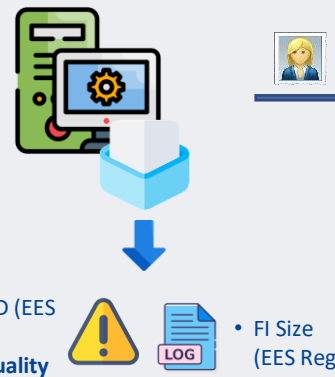 D (EES
uality
LOG
• FI Size
(EES Reg